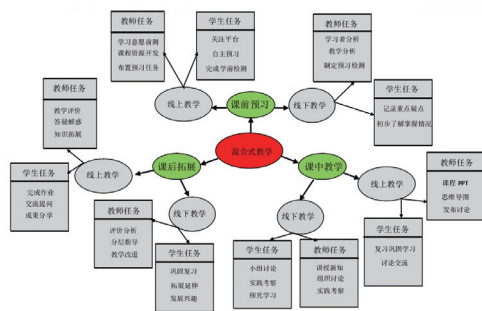 教师任务
学习意愿前测
课程资源开发
布置预习任务
学生任务
关注平台
自主预习
完成学前检测
教师任务
学习者分析
教学分析
制定预习检测
学生任务
记录重点疑点
初步了解掌握情况
线上教学
课前预习
线下教学
教师任务
教学评价
答疑解惑
知识拓展
学生任务
完成作业
交流提问
成果分享
线上教学
课后拓展
混合式教学
课中教学
线上教学
教师任务
课程 PPT
思维导图
发布讨论
学生任务
复习巩固学习
讨论交流
线下教学
教师任务
评价分析
分层指导
教学改进
学生任务
巩固复习
拓展延伸
发展兴趣
线下教学
学生任务
小组讨论
实践考察
探究学习
教师任务
讲授新知
组织讨论
实践考察